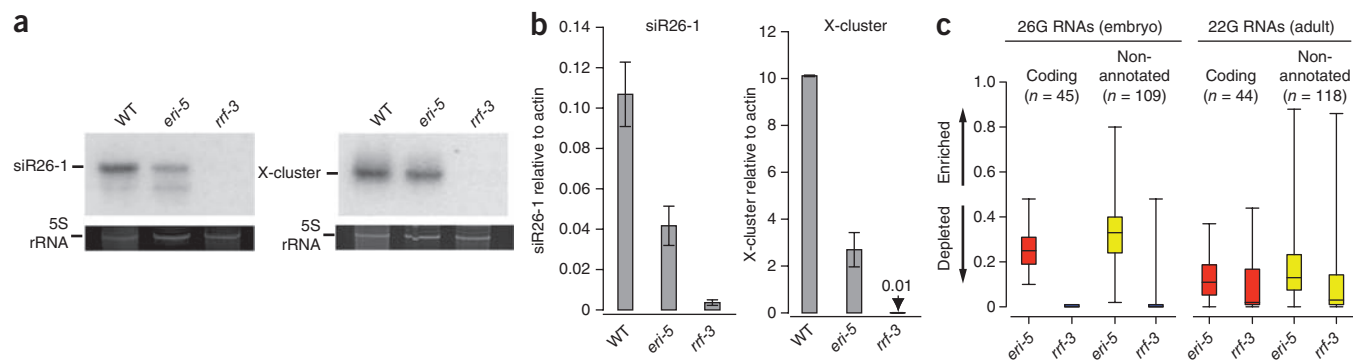 a
WT
eri-5
rrf-3
siR26-1
5S
rRNA
WT
eri-5
rrf-3
X-cluster
5S
rRNA
b
siR26-1
siR26-1 relative to actin
0.14
0.12
0.10
0.08
0.06
0.04
0.02
0
WT
eri-5
rrf-3
X-cluster
X-cluster relative to actin
12
10
8
6
4
2
0
0.01
WT
eri-5
rrf-3
c
26G RNAs (embryo)
22G RNAs (adult)
Coding
(n = 45)
Non-
annotated
(n = 109)
Coding
(n = 44)
Non-
annotated
(n = 118)
Enriched
Depleted
1.0
0.8
0.6
0.4
0.2
0
eri-5
rrf-3
eri-5
rrf-3
eri-5
rrf-3
eri-5
rrf-3